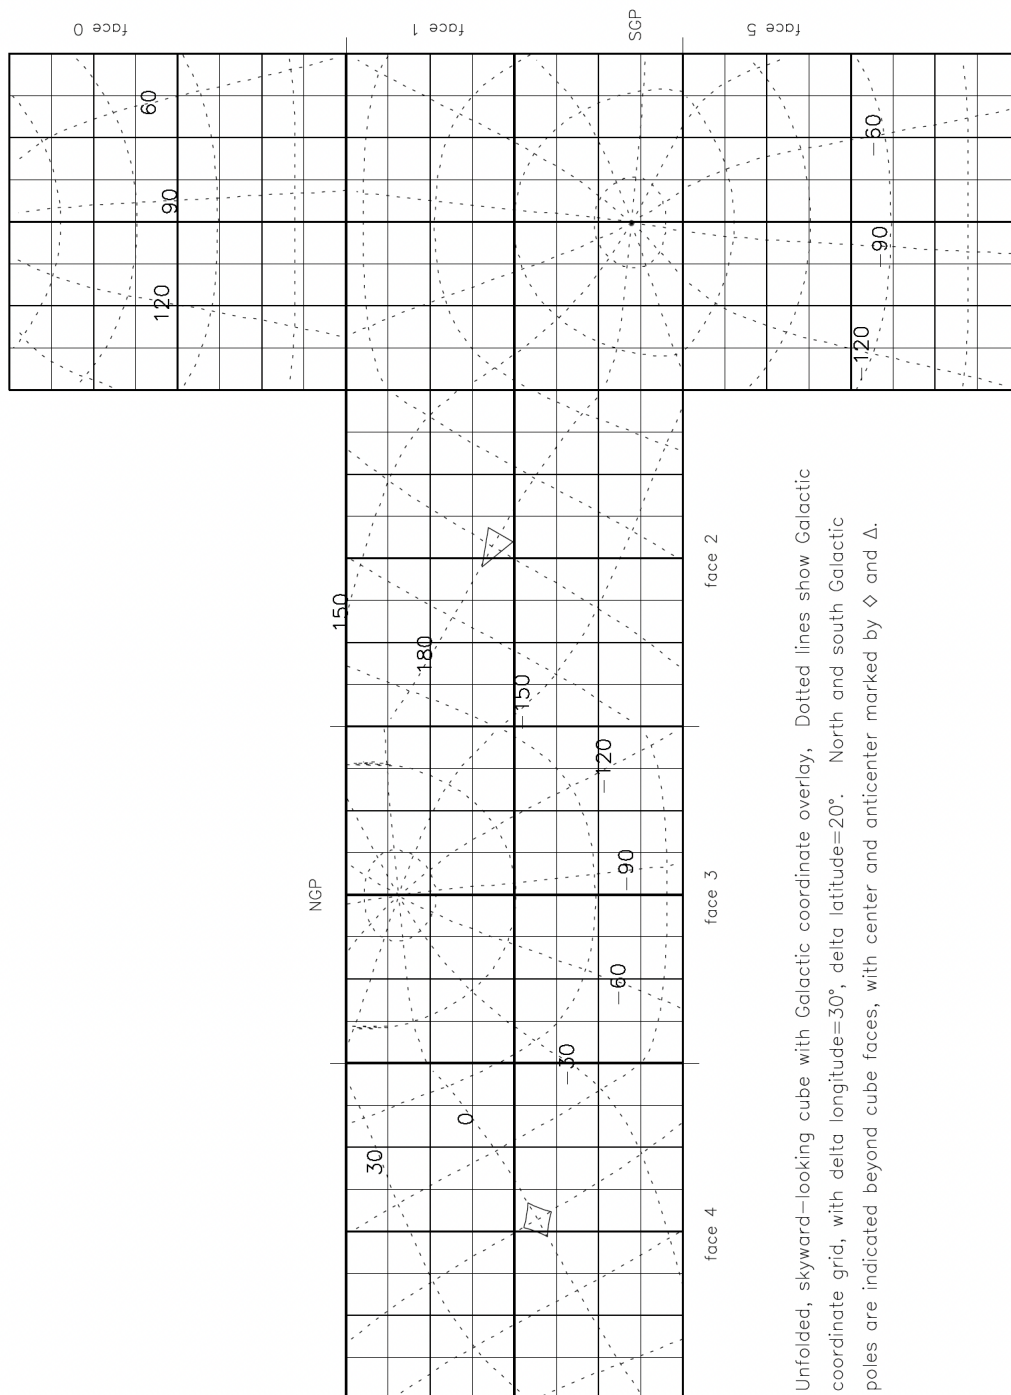 face 0
face 1
SGP
face 5
60
90
120
-60
-90
-120
150
180
-150
-120
-90
-60
-30
0
30
NGP
face 2
face 3
face 4
Unfolded, skyward-looking cube with Galactic coordinate overlay, Dotted lines show Galactic
coordinate grid, with delta longitude=30°, delta latitude=20°. North and south Galactic
poles are indicated beyond cube faces, with center and anticenter marked by ◇ and Δ.